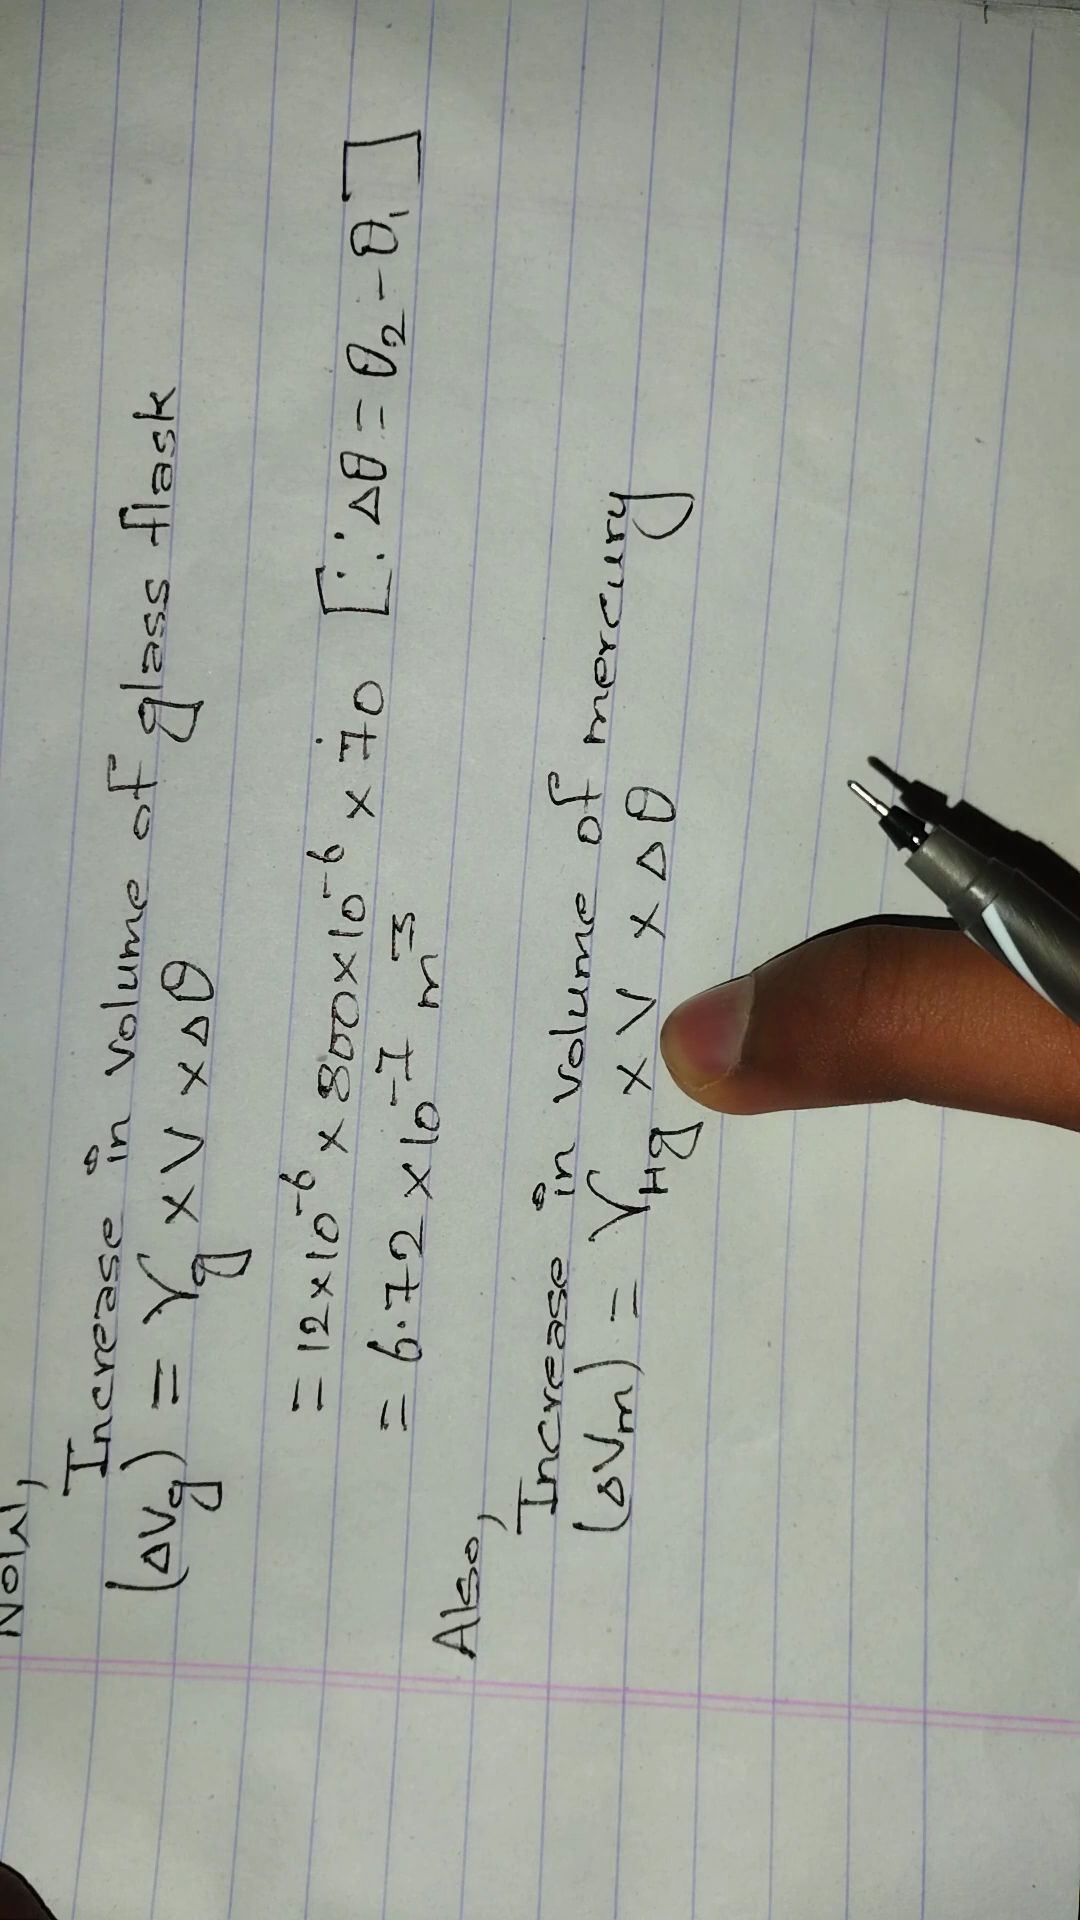 Now,
Increase in volume of glass flask
(ΔVg) = γg × V × Δθ
= 12×10⁻⁶ × 800×10⁻⁶ × 70 [∵ Δθ = θ₂ - θ₁]
= 6.72 × 10⁻⁷ m³
Also,
Increase in volume of mercury
(ΔVm) = γHg × V × Δθ